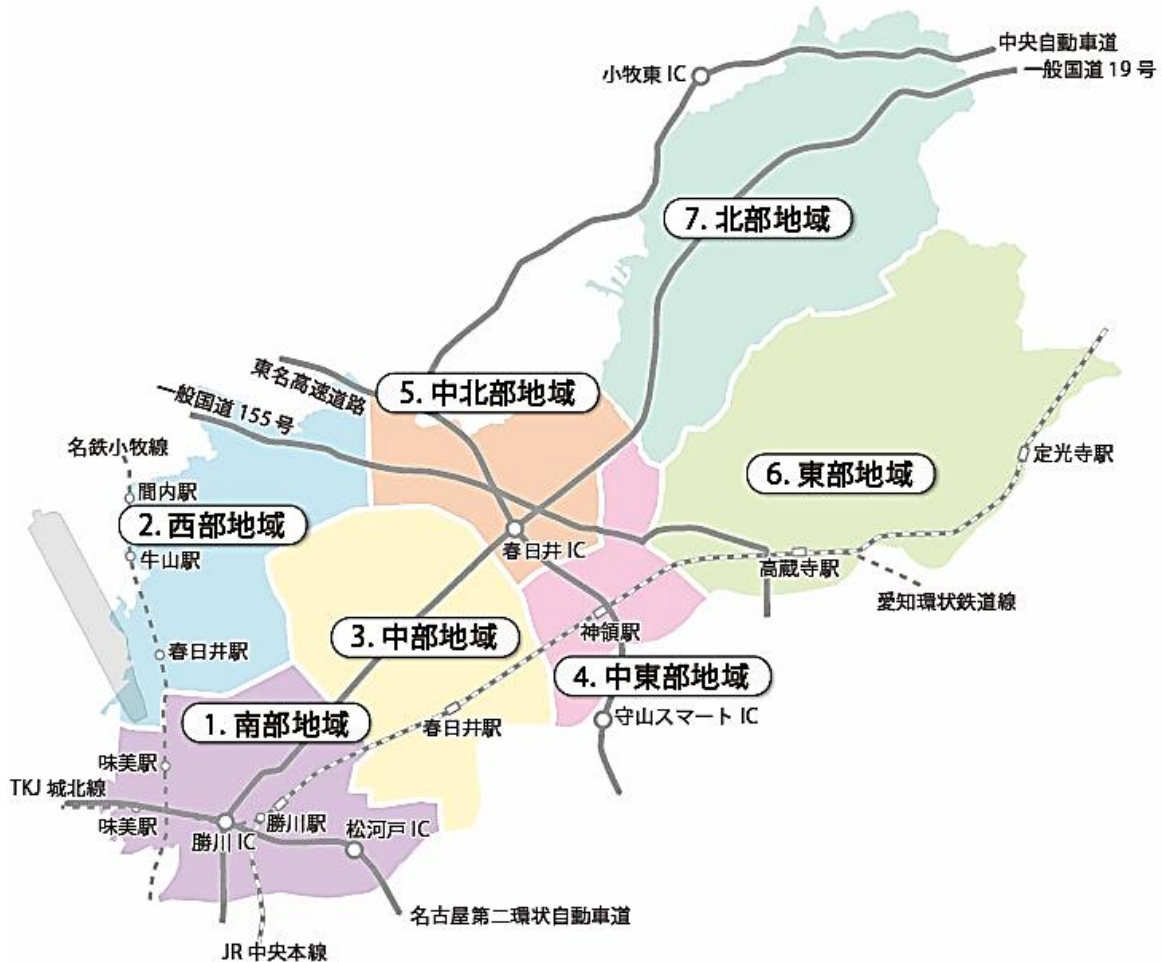 中央自動車道
小牧東 IC
一般国道 19 号
7. 北部地域
東名高速道路
5. 中北部地域
一般国道 155 号
名鉄小牧線
定光寺駅
6. 東部地域
間内駅
2. 西部地域
春日井 IC
牛山駅
高蔵寺駅
愛知環状鉄道線
3. 中部地域
神領駅
春日井駅
4. 中東部地域
1. 南部地域
春日井駅
守山スマート IC
味美駅
TKJ 城北線
味美駅
勝川駅
松河戸 IC
勝川 IC
名古屋第二環状自動車道
JR 中央本線